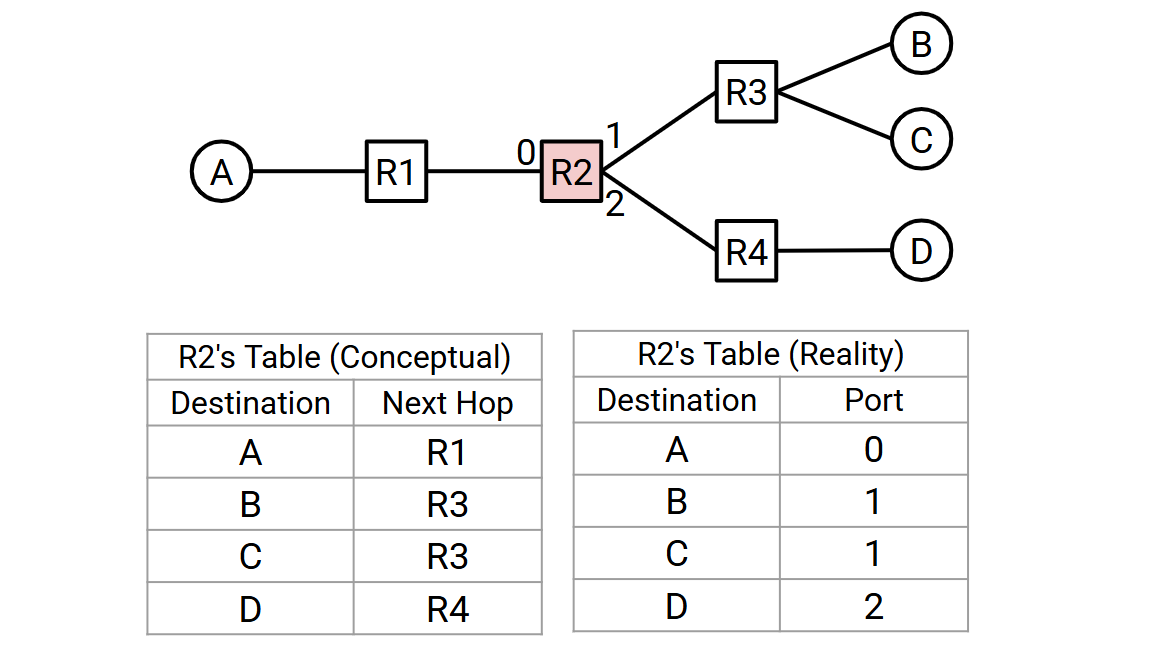 B
R3
1
C
0
A
R1
R2
2
R4
D
R2's Table (Conceptual)
Destination Next Hop
A R1
B R3
C R3
D R4
R2's Table (Reality)
Destination Port
A 0
B 1
C 1
D 2